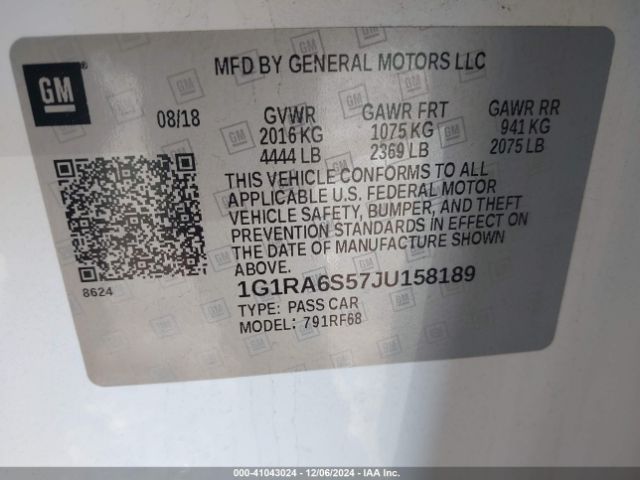 GM
MFD BY GENERAL MOTORS LLC
08/18 GVWR GAWR FRT GAWR RR
2016 KG 1075 KG 941 KG
4444 LB 2369 LB 2075 LB
THIS VEHICLE CONFORMS TO ALL
APPLICABLE U.S. FEDERAL MOTOR
VEHICLE SAFETY, BUMPER, AND THEFT
PREVENTION STANDARDS IN EFFECT ON
THE DATE OF MANUFACTURE SHOWN
ABOVE.
8624
1G1RA6S57JU158189
TYPE: PASS CAR
MODEL: 791RF68
000-41043024 - 12/06/2024 - IAA Inc.